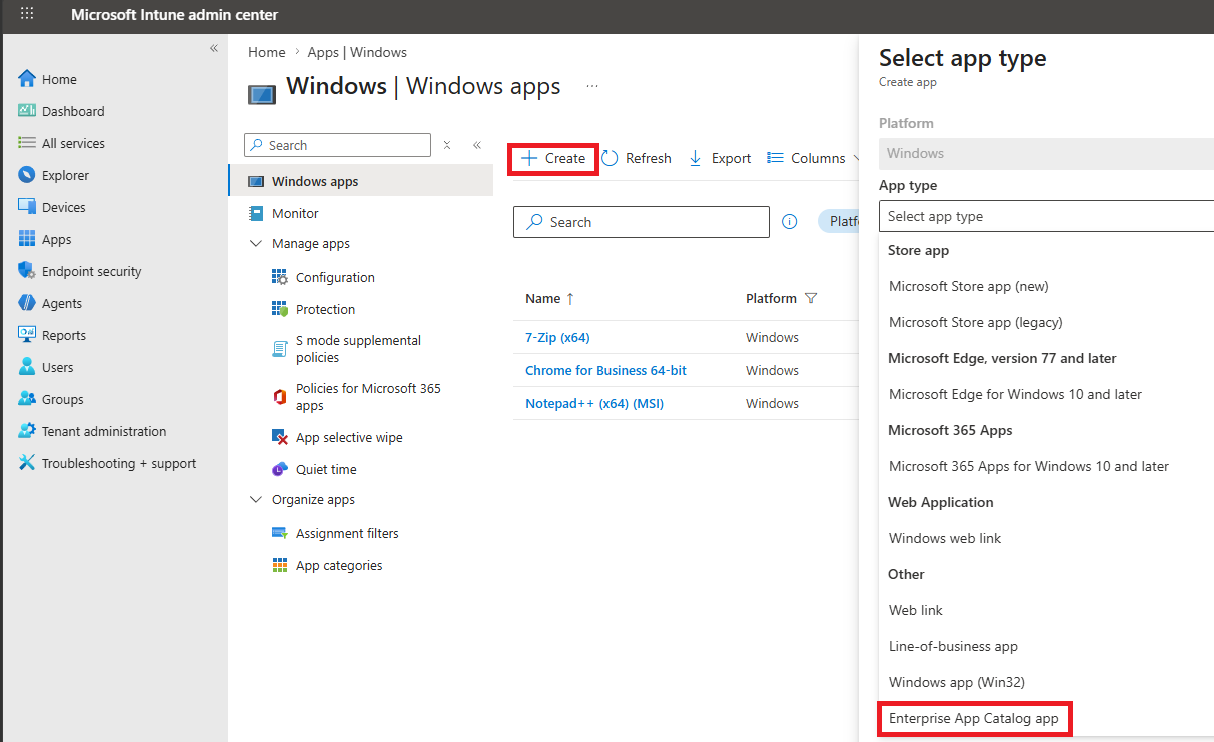 Microsoft Intune admin center
Home
Dashboard
All services
Explorer
Devices
Apps
Endpoint security
Agents
Reports
Users
Groups
Tenant administration
Troubleshooting + support
Home > Apps | Windows
Windows | Windows apps ...
Search
Windows apps
Monitor
Manage apps
Configuration
Protection
S mode supplemental
policies
Policies for Microsoft 365
apps
App selective wipe
Quiet time
Organize apps
Assignment filters
App categories
Create Refresh Export Columns
Search
Name ↑ Platform
7-Zip (x64) Windows
Chrome for Business 64-bit Windows
Notepad++ (x64) (MSI) Windows
Select app type
Create app
Platform
Windows
App type
Select app type
Store app
Microsoft Store app (new)
Microsoft Store app (legacy)
Microsoft Edge, version 77 and later
Microsoft Edge for Windows 10 and later
Microsoft 365 Apps
Microsoft 365 Apps for Windows 10 and later
Web Application
Windows web link
Other
Web link
Line-of-business app
Windows app (Win32)
Enterprise App Catalog app